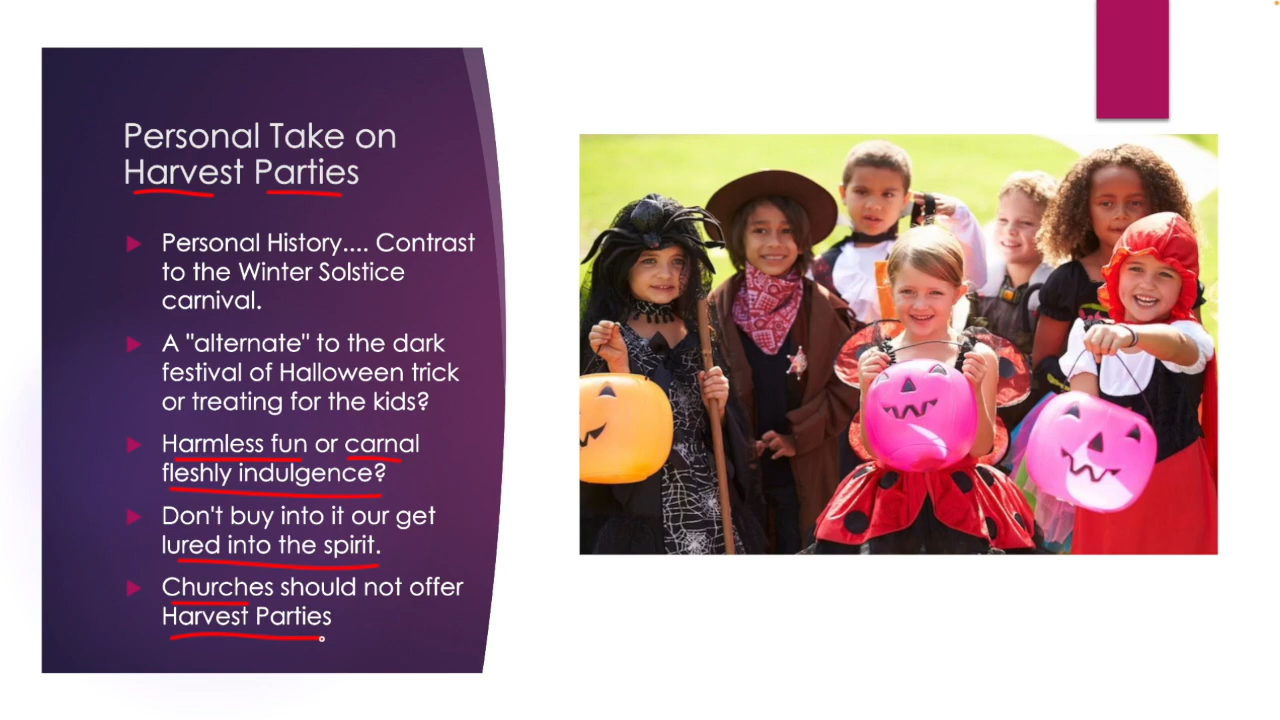 Personal Take on
Harvest Parties
Personal History.... Contrast
to the Winter Solstice
carnival.
A "alternate" to the dark
festival of Halloween trick
or treating for the kids?
Harmless fun or carnal
fleshly indulgence?
Don't buy into it our get
lured into the spirit.
Churches should not offer
Harvest Parties